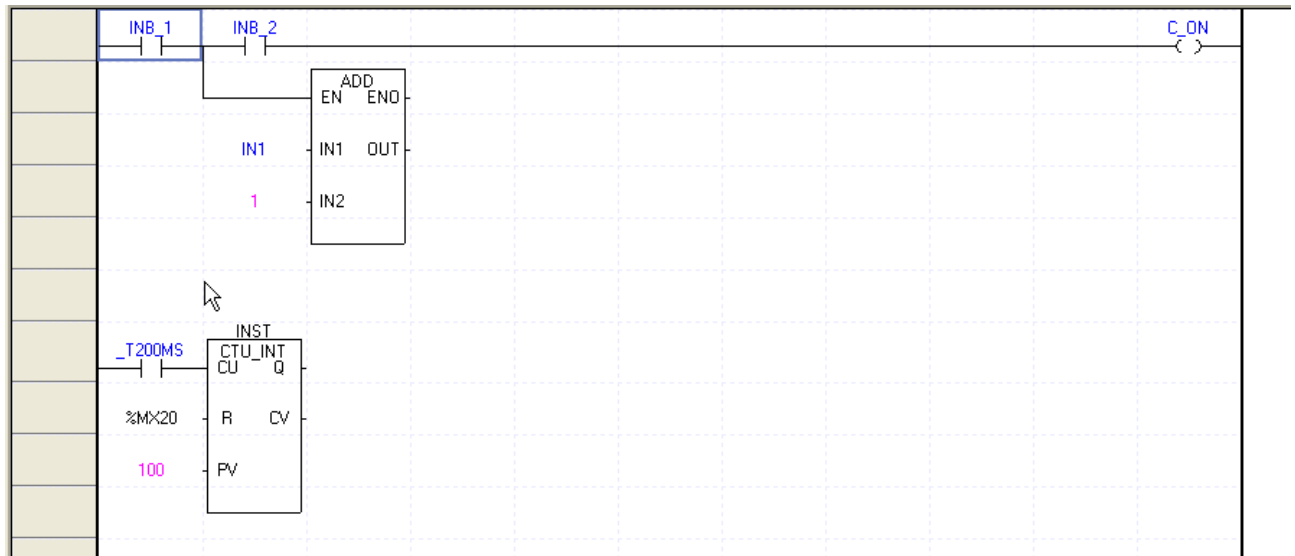 INB_1 INB_2 C_ON
ADD
EN ENO
IN1 IN1 OUT
1 IN2
INST
_T200MS CTU_INT
CU Q
%MX20 R CV
100 PV